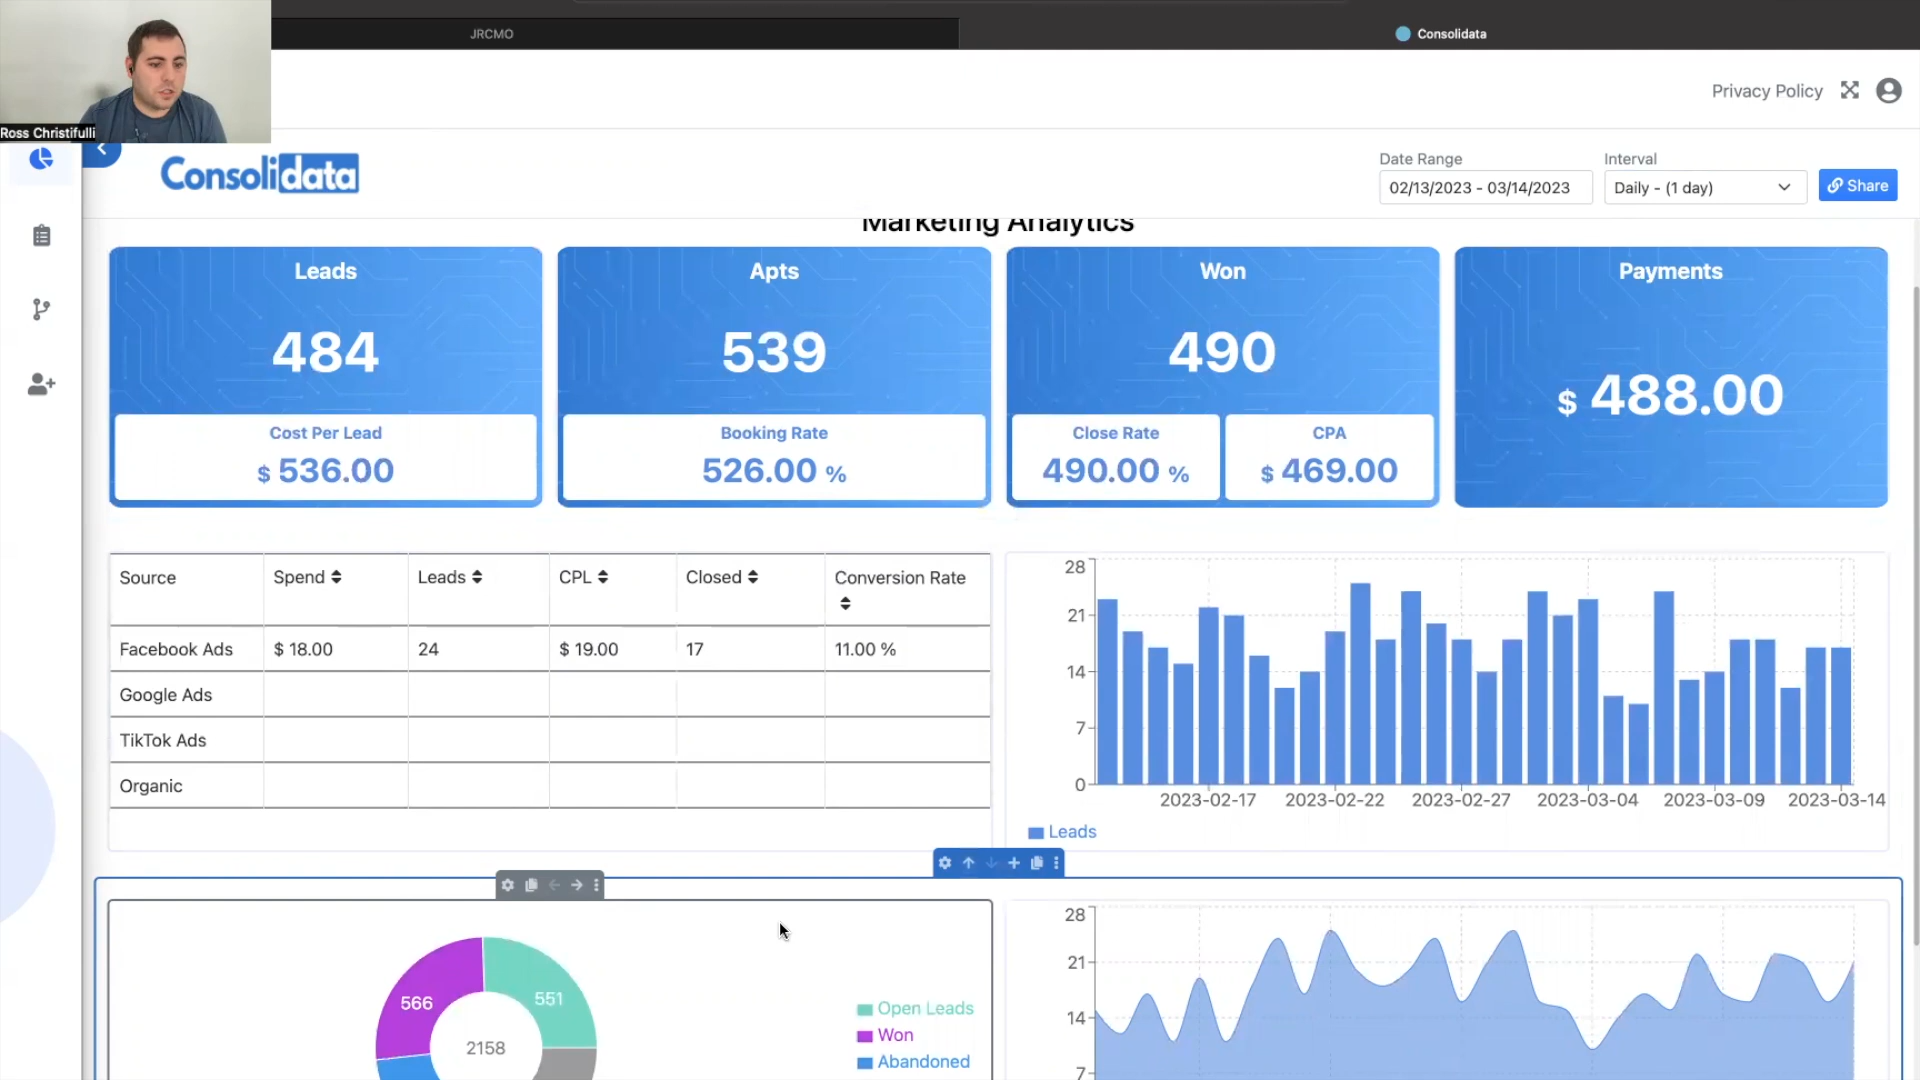 JRCMO
Consolidata
Privacy Policy
Ross Christifulli
Consolidata
Date Range
02/13/2023 - 03/14/2023
Interval
Daily - (1 day)
Share
Marketing Analytics
Leads
484
Cost Per Lead
$ 536.00
Apts
539
Booking Rate
526.00 %
Won
490
Close Rate
490.00 %
CPA
$ 469.00
Payments
$ 488.00
Source Spend Leads CPL Closed Conversion Rate
Facebook Ads $ 18.00 24 $ 19.00 17 11.00 %
Google Ads
TikTok Ads
Organic
28
21
14
7
0
2023-02-17 2023-02-22 2023-02-27 2023-03-04 2023-03-09 2023-03-14
Leads
566
551
2158
Open Leads
Won
Abandoned
28
21
14
7